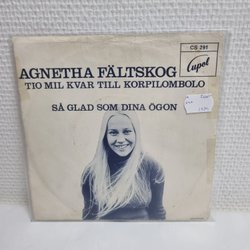 CS 291
Cupol
AGNETHA FÄLTSKOG
TIO MIL KVAR TILL KORPILOMBOLO
SÅ GLAD SOM DINA ÖGON